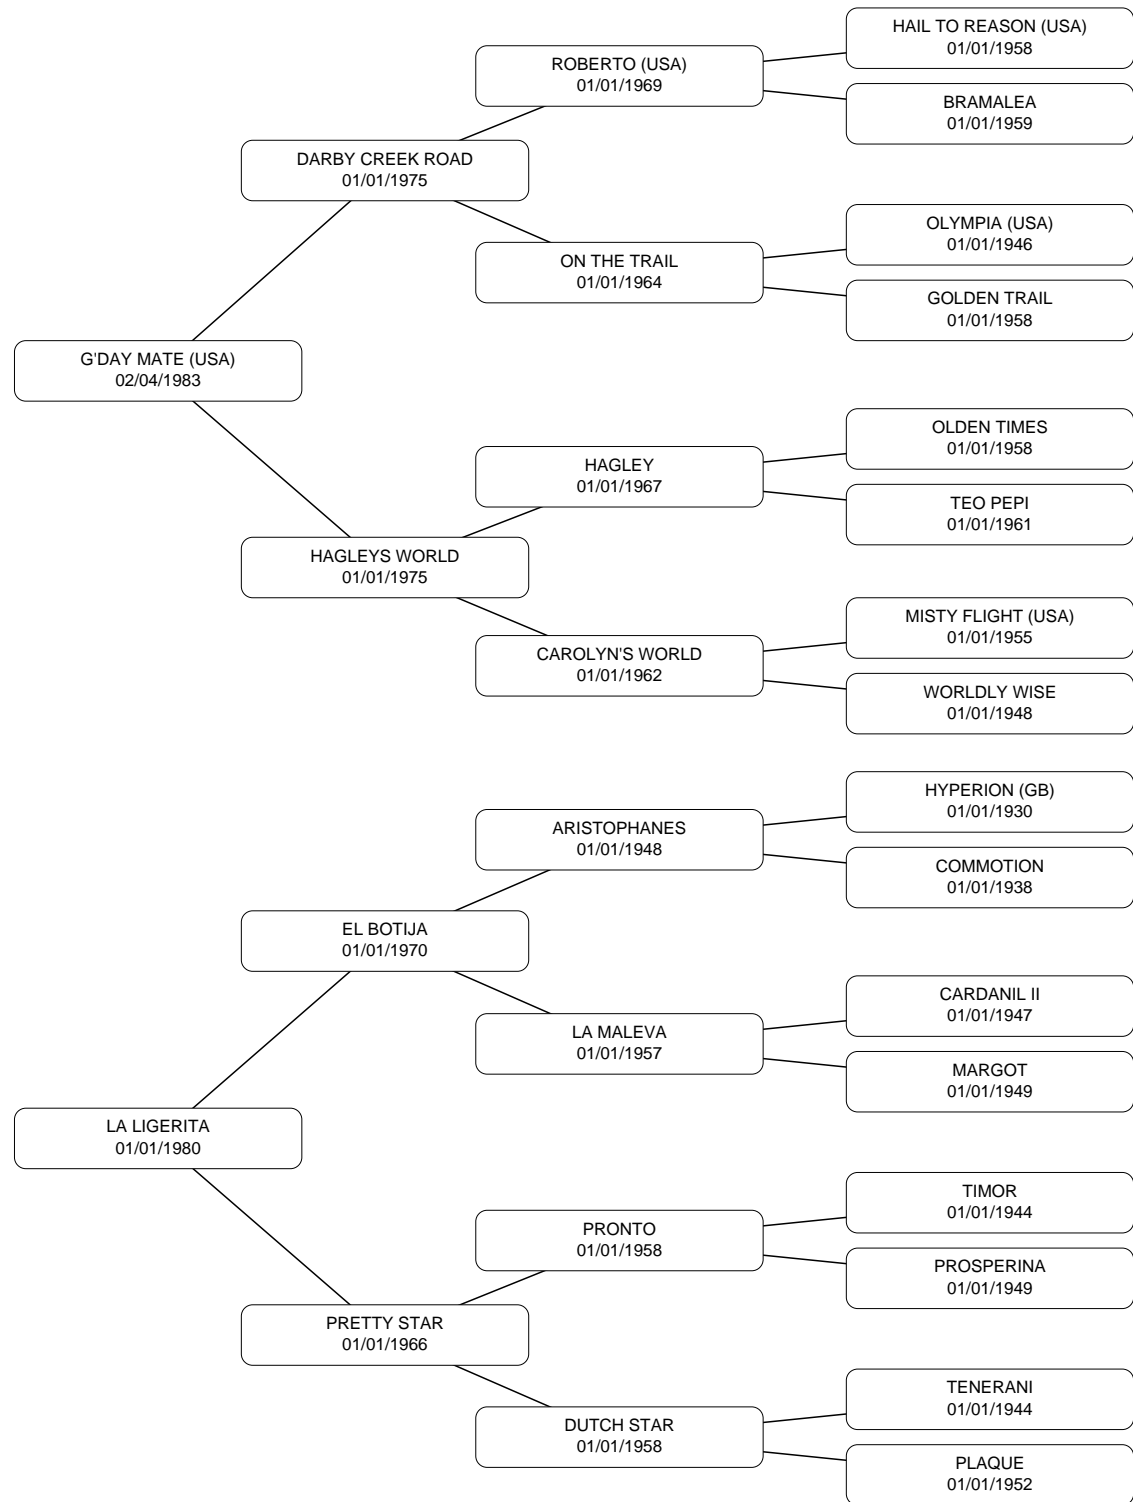 HAIL TO REASON (USA)
01/01/1958
ROBERTO (USA)
01/01/1969
BRAMALEA
01/01/1959
DARBY CREEK ROAD
01/01/1975
OLYMPIA (USA)
01/01/1946
ON THE TRAIL
01/01/1964
GOLDEN TRAIL
01/01/1958
G'DAY MATE (USA)
02/04/1983
OLDEN TIMES
01/01/1958
HAGLEY
01/01/1967
TEO PEPI
01/01/1961
HAGLEYS WORLD
01/01/1975
MISTY FLIGHT (USA)
01/01/1955
CAROLYN'S WORLD
01/01/1962
WORLDLY WISE
01/01/1948
HYPERION (GB)
01/01/1930
ARISTOPHANES
01/01/1948
COMMOTION
01/01/1938
EL BOTIJA
01/01/1970
CARDANIL II
01/01/1947
LA MALEVA
01/01/1957
MARGOT
01/01/1949
LA LIGERITA
01/01/1980
TIMOR
01/01/1944
PRONTO
01/01/1958
PROSPERINA
01/01/1949
PRETTY STAR
01/01/1966
TENERANI
01/01/1944
DUTCH STAR
01/01/1958
PLAQUE
01/01/1952